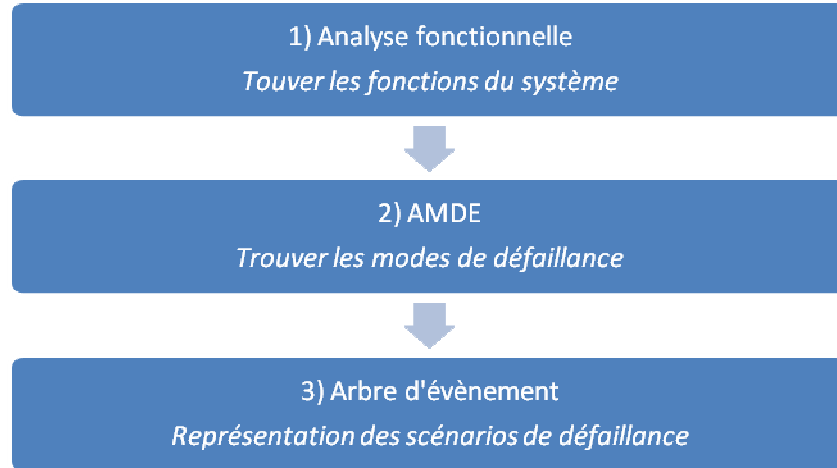 1) Analyse fonctionnelle
Touver les fonctions du système
2) AMDE
Trouver les modes de défaillance
3) Arbre d'évènement
Représentation des scénarios de défaillance